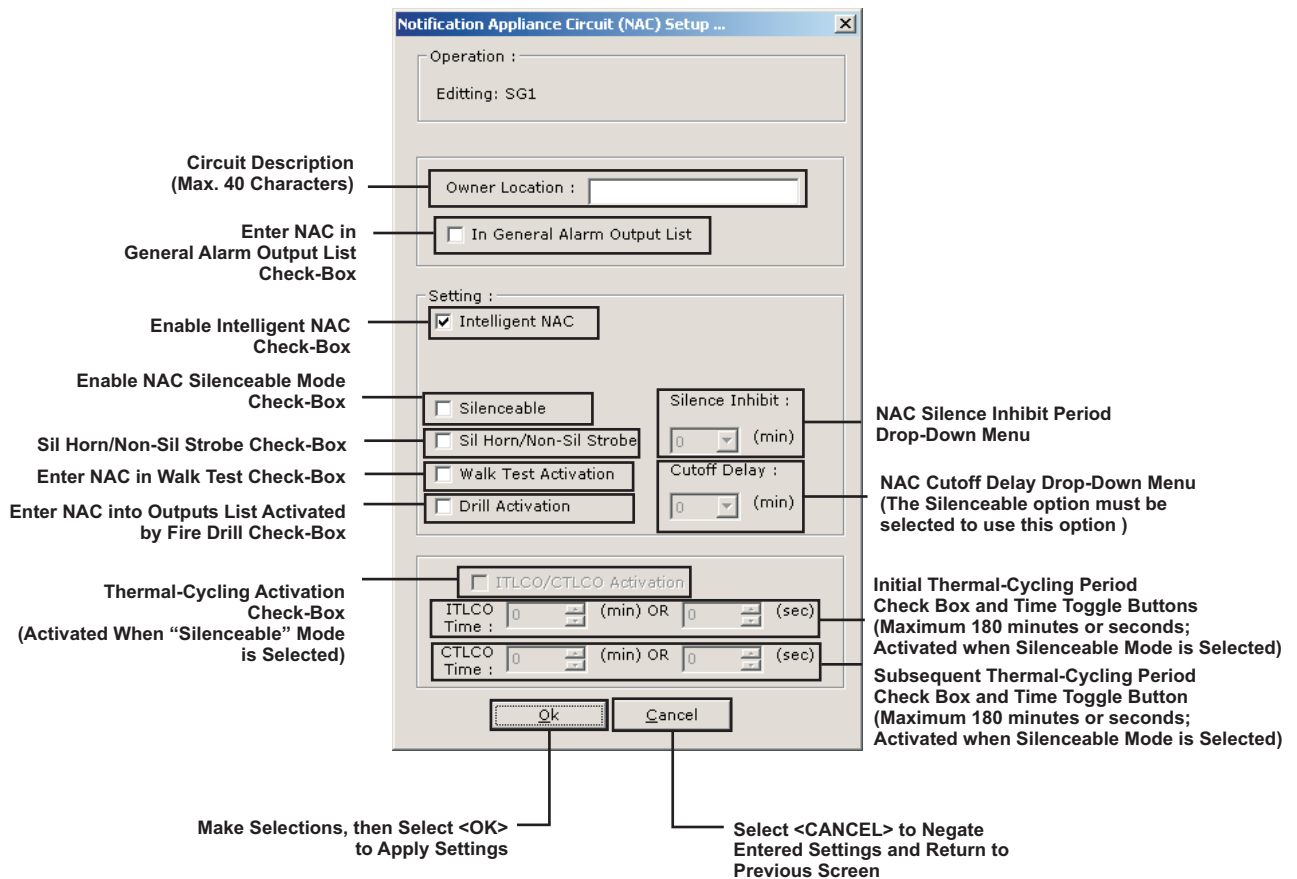 Notification Appliance Circuit (NAC) Setup ...
Operation :
Editting: SG1
Circuit Description
(Max. 40 Characters)
Owner Location :
Enter NAC in
General Alarm Output List
Check-Box
In General Alarm Output List
Setting :
Enable Intelligent NAC
Check-Box
Intelligent NAC
Enable NAC Silenceable Mode
Check-Box
Silenceable
Silence Inhibit :
0 (min)
NAC Silence Inhibit Period
Drop-Down Menu
Sil Horn/Non-Sil Strobe Check-Box
Sil Horn/Non-Sil Strobe
Enter NAC in Walk Test Check-Box
Walk Test Activation
Cutoff Delay :
0 (min)
NAC Cutoff Delay Drop-Down Menu
(The Silenceable option must be
selected to use this option )
Enter NAC into Outputs List Activated
by Fire Drill Check-Box
Drill Activation
Thermal-Cycling Activation
Check-Box
(Activated When “Silenceable” Mode
is Selected)
ITLCO/CTLCO Activation
ITLCO
Time : 0 (min) OR 0 (sec)
Initial Thermal-Cycling Period
Check Box and Time Toggle Buttons
(Maximum 180 minutes or seconds;
Activated when Silenceable Mode is Selected)
CTLCO
Time : 0 (min) OR 0 (sec)
Subsequent Thermal-Cycling Period
Check Box and Time Toggle Button
(Maximum 180 minutes or seconds;
Activated when Silenceable Mode is Selected)
Ok
Cancel
Make Selections, then Select <OK>
to Apply Settings
Select <CANCEL> to Negate
Entered Settings and Return to
Previous Screen